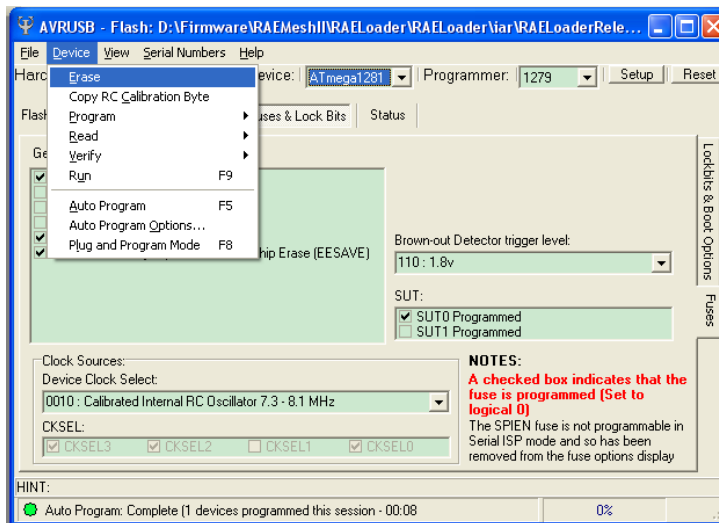 AVRUSB - Flash: D:\Firmware\RAEMeshII\RAELoader\RAELoader\iar\RAELoaderRele...
File Device View Serial Numbers Help
Hard evice: ATmega1281 Programmer: 1279 Setup Reset
Erase
Copy RC Calibration Byte
Program
Read
Verify
Run F9
Auto Program F5
Auto Program Options...
Plug and Program Mode F8
Flash uses & Lock Bits Status
Ge
hip Erase (EESAVE)
Brown-out Detector trigger level:
110 : 1.8v
SUT:
SUT0 Programmed
SUT1 Programmed
Lockbits & Boot Options
Fuses
Clock Sources:
Device Clock Select:
0010 : Calibrated Internal RC Oscillator 7.3 - 8.1 MHz
CKSEL:
CKSEL3 CKSEL2 CKSEL1 CKSEL0
NOTES:
A checked box indicates that the
fuse is programmed (Set to
logical 0)
The SPIEN fuse is not programmable in
Serial ISP mode and so has been
removed from the fuse options display
HINT:
Auto Program: Complete (1 devices programmed this session - 00:08 0%